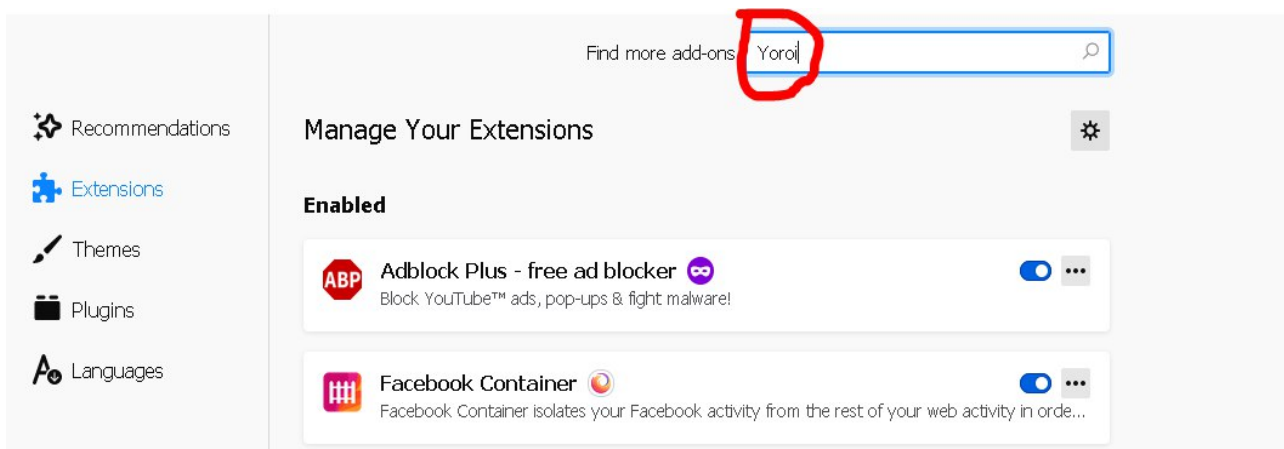 Find more add-ons Yoroi
Recommendations
Extensions
Themes
Plugins
Languages
Manage Your Extensions
Enabled
ABP
Adblock Plus - free ad blocker
Block YouTube™ ads, pop-ups & fight malware!
Facebook Container
Facebook Container isolates your Facebook activity from the rest of your web activity in orde...